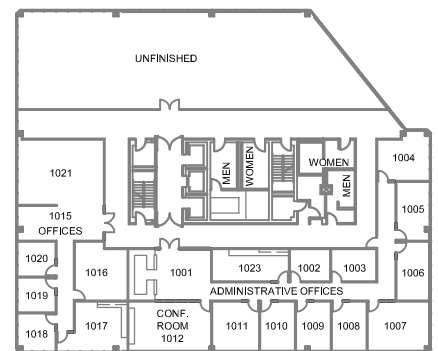 UNFINISHED
MEN
WOMEN
WOMEN
MEN
1004
1021
1005
1015
OFFICES
1020
1016
1001
1023
1002
1003
1006
1019
ADMINISTRATIVE OFFICES
1018
1017
CONF.
ROOM
1012
1011
1010
1009
1008
1007